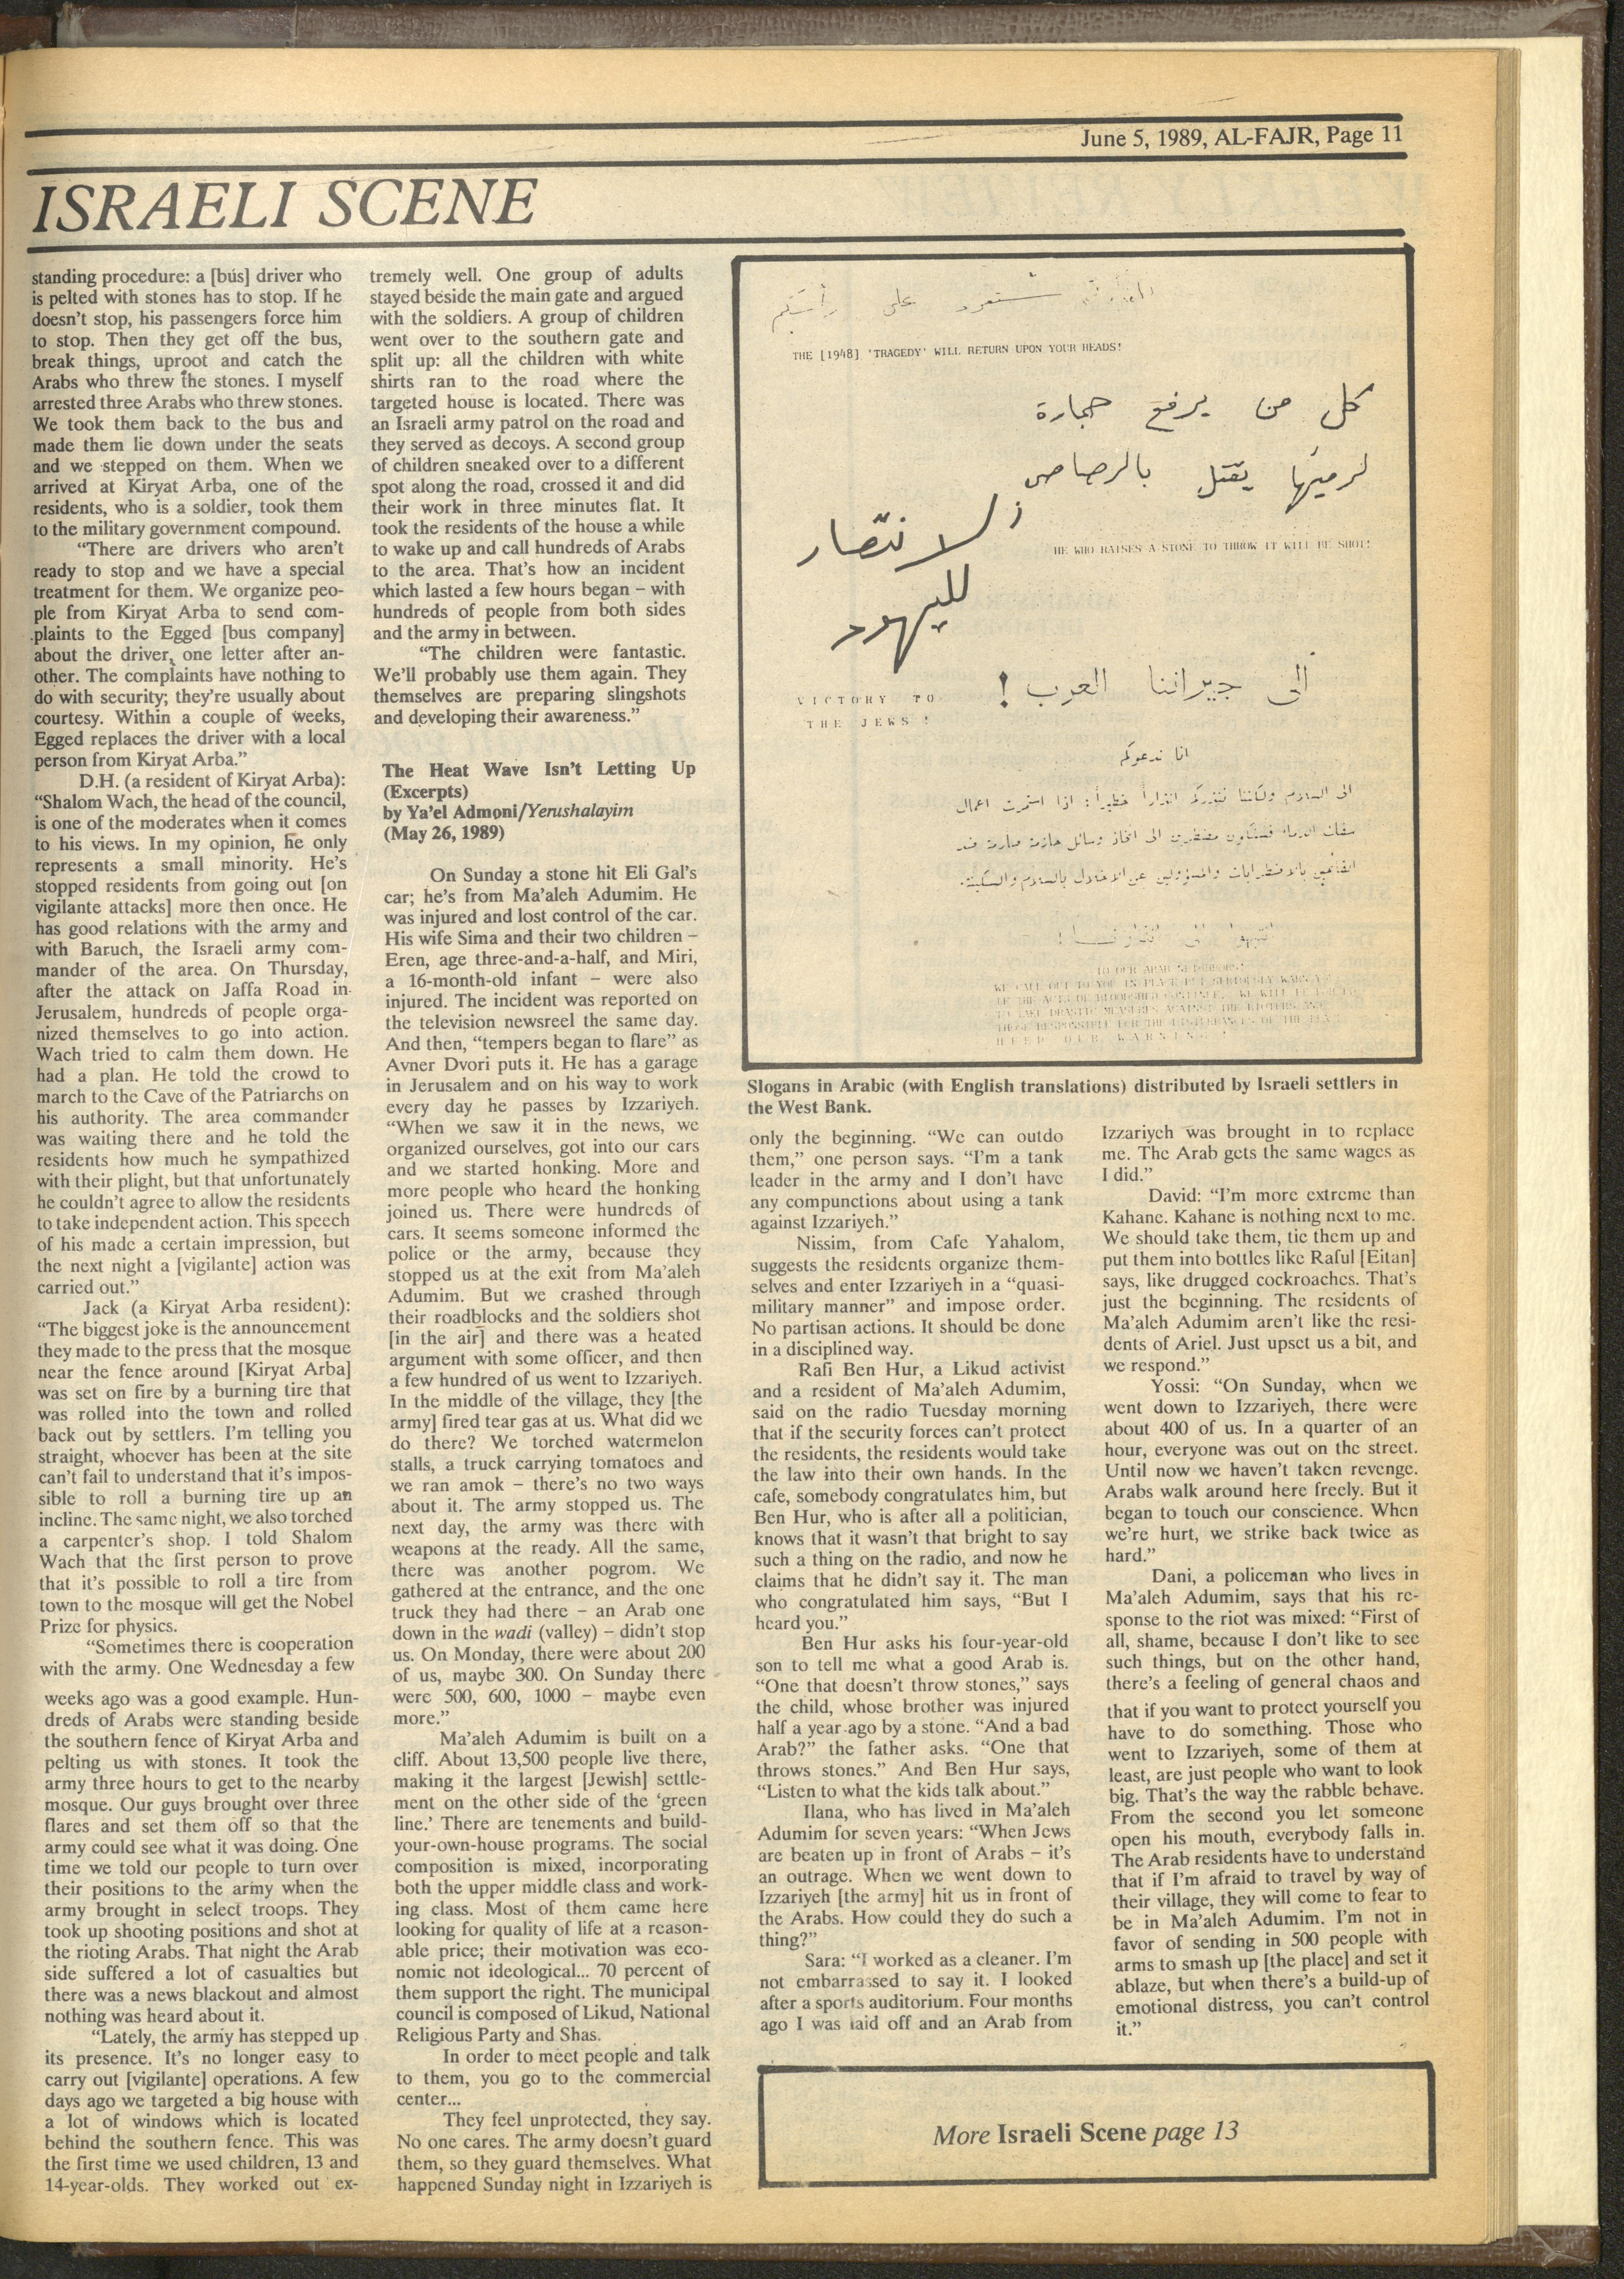 June 5, 1989, AL-FAJR, Page 11
ISRAELI SCENE
standing procedure: a [bus] driver who
is pelted with stones has to stop. If he
doesn't stop, his passengers force him
to stop. Then they get off the bus,
break things, uproot and catch the
Arabs who threw the stones. I myself
arrested three Arabs who threw stones.
We took them back to the bus and
made them lie down under the seats
and we stepped on them. When we
arrived at Kiryat Arba, one of the
residents, who is a soldier, took them
to the military government compound.
"There are drivers who aren't
ready to stop and we have a special
treatment for them. We organize peo-
ple from Kiryat Arba to send com-
plaints to the Egged [bus company]
about the driver, one letter after an-
other. The complaints have nothing to
do with security; they're usually about
courtesy. Within a couple of weeks,
Egged replaces the driver with a local
person from Kiryat Arba."
D.H. (a resident of Kiryat Arba):
"Shalom Wach, the head of the council,
is one of the moderates when it comes
to his views. In my opinion, he only
represents a small minority. He's
stopped residents from going out [on
vigilante attacks] more then once. He
has good relations with the army and
with Baruch, the Israeli army com-
mander of the area. On Thursday,
after the attack on Jaffa Road in
Jerusalem, hundreds of people orga-
nized themselves to go into action.
Wach tried to calm them down. He
had a plan. He told the crowd to
march to the Cave of the Patriarchs on
his authority. The area commander
was waiting there and he told the
residents how much he sympathized
with their plight, but that unfortunately
he couldn't agree to allow the residents
to take independent action. This speech
of his made a certain impression, but
the next night a [vigilante] action was
carried out."
Jack (a Kiryat Arba resident):
"The biggest joke is the announcement
they made to the press that the mosque
near the fence around [Kiryat Arba]
was set on fire by a burning tire that
was rolled into the town and rolled
back out by settlers. I'm telling you
straight, whoever has been at the site
can't fail to understand that it's impos-
sible to roll a burning tire up an
incline. The same night, we also torched
a carpenter's shop. I told Shalom
Wach that the first person to prove
that it's possible to roll a tire from
town to the mosque will get the Nobel
Prize for physics.
"Sometimes there is cooperation
with the army. One Wednesday a few
weeks ago was a good example. Hun-
dreds of Arabs were standing beside
the southern fence of Kiryat Arba and
pelting us with stones. It took the
army three hours to get to the nearby
mosque. Our guys brought over three
flares and set them off so that the
army could see what it was doing. One
time we told our people to turn over
their positions to the army when the
army brought in select troops. They
took up shooting positions and shot at
the rioting Arabs. That night the Arab
side suffered a lot of casualties but
there was a news blackout and almost
nothing was heard about it.
"Lately, the army has stepped up
its presence. It's no longer easy to
carry out [vigilante] operations. A few
days ago we targeted a big house with
a lot of windows which is located
behind the southern fence. This was
the first time we used children, 13 and
14-year-olds. They worked out ex-
tremely well. One group of adults
stayed beside the main gate and argued
with the soldiers. A group of children
went over to the southern gate and
split up: all the children with white
shirts ran to the road where the
targeted house is located. There was
an Israeli army patrol on the road and
they served as decoys. A second group
of children sneaked over to a different
spot along the road, crossed it and did
their work in three minutes flat. It
took the residents of the house a while
to wake up and call hundreds of Arabs
to the area. That's how an incident
which lasted a few hours began – with
hundreds of people from both sides
and the army in between.
"The children were fantastic.
We'll probably use them again. They
themselves are preparing slingshots
and developing their awareness."
The Heat Wave Isn't Letting Up
(Excerpts)
by Ya'el Admoni/Yerushalayim
(May 26, 1989)
On Sunday a stone hit Eli Gal's
car; he's from Ma'aleh Adumim. He
was injured and lost control of the car.
His wife Sima and their two children –
Eren, age three-and-a-half, and Miri,
a 16-month-old infant – were also
injured. The incident was reported on
the television newsreel the same day.
And then, "tempers began to flare" as
Avner Dvori puts it. He has a garage
in Jerusalem and on his way to work
every day he passes by Izzariyeh.
"When we saw it in the news, we
organized ourselves, got into our cars
and we started honking. More and
more people who heard the honking
joined us. There were hundreds of
cars. It seems someone informed the
police or the army, because they
stopped us at the exit from Ma'aleh
Adumim. But we crashed through
their roadblocks and the soldiers shot
[in the air] and there was a heated
argument with some officer, and then
a few hundred of us went to Izzariyeh.
In the middle of the village, they [the
army] fired tear gas at us. What did we
do there? We torched watermelon
stalls, a truck carrying tomatoes and
we ran amok – there's no two ways
about it. The army stopped us. The
next day, the army was there with
weapons at the ready. All the same,
there was another pogrom. We
gathered at the entrance, and the one
truck they had there – an Arab one
down in the wadi (valley) – didn't stop
us. On Monday, there were about 200
of us, maybe 300. On Sunday there
were 500, 600, 1000 – maybe even
more."
Ma'aleh Adumim is built on a
cliff. About 13,500 people live there,
making it the largest [Jewish] settle-
ment on the other side of the 'green
line.' There are tenements and build-
your-own-house programs. The social
composition is mixed, incorporating
both the upper middle class and work-
ing class. Most of them came here
looking for quality of life at a reason-
able price; their motivation was eco-
nomic not ideological... 70 percent of
them support the right. The municipal
council is composed of Likud, National
Religious Party and Shas.
In order to meet people and talk
to them, you go to the commercial
center...
They feel unprotected, they say.
No one cares. The army doesn't guard
them, so they guard themselves. What
happened Sunday night in Izzariyeh is
ستعود على رأسكم
THE [1948] 'TRAGEDY' WILL RETURN UPON YOUR HEADS!
كل من يرفع حجارة
لرميها يقتل بالرصاص
HE WHO RAISES A STONE TO THROW IT WILL BE SHOT!
الانتصار
لليهود
VICTORY TO
THE JEWS!
الى جيراننا العرب!
انا ندعوكم
الى السلام ولكننا ننذركم انذاراً خطيراً: اذا استمرت اعمال
سفك الدماء فسنكون مضطرين الى اتخاذ وسائل حازمة صارمة ضد
القائمين بالاضطرابات والمسؤولين عن الاخلال بالسلام والسكينة.
TO OUR ARAB NEIGHBORS!
WE CALL OUT TO YOU IN PEACE BUT SERIOUSLY WARN YOU
IF THE ACTS OF BLOODSHED CONTINUE, WE WILL BE FORCED
TO TAKE DRASTIC MEASURES AGAINST THE RIOTERS AND
THOSE RESPONSIBLE FOR THE DISTURBANCES OF THE PEACE
HEED OUR WARNING
Slogans in Arabic (with English translations) distributed by Israeli settlers in
the West Bank.
only the beginning. "We can outdo
them," one person says. "I'm a tank
leader in the army and I don't have
any compunctions about using a tank
against Izzariyeh."
Nissim, from Cafe Yahalom,
suggests the residents organize them-
selves and enter Izzariyeh in a "quasi-
military manner" and impose order.
No partisan actions. It should be done
in a disciplined way.
Rafi Ben Hur, a Likud activist
and a resident of Ma'aleh Adumim,
said on the radio Tuesday morning
that if the security forces can't protect
the residents, the residents would take
the law into their own hands. In the
cafe, somebody congratulates him, but
Ben Hur, who is after all a politician,
knows that it wasn't that bright to say
such a thing on the radio, and now he
claims that he didn't say it. The man
who congratulated him says, "But I
heard you."
Ben Hur asks his four-year-old
son to tell me what a good Arab is.
"One that doesn't throw stones," says
the child, whose brother was injured
half a year ago by a stone. "And a bad
Arab?" the father asks. "One that
throws stones." And Ben Hur says,
"Listen to what the kids talk about."
Ilana, who has lived in Ma'aleh
Adumim for seven years: "When Jews
are beaten up in front of Arabs – it's
an outrage. When we went down to
Izzariyeh [the army] hit us in front of
the Arabs. How could they do such a
thing?"
Sara: "I worked as a cleaner. I'm
not embarrassed to say it. I looked
after a sports auditorium. Four months
ago I was laid off and an Arab from
Izzariyeh was brought in to replace
me. The Arab gets the same wages as
I did."
David: "I'm more extreme than
Kahane. Kahane is nothing next to me.
We should take them, tie them up and
put them into bottles like Raful [Eitan]
says, like drugged cockroaches. That's
just the beginning. The residents of
Ma'aleh Adumim aren't like the resi-
dents of Ariel. Just upset us a bit, and
we respond."
Yossi: "On Sunday, when we
went down to Izzariyeh, there were
about 400 of us. In a quarter of an
hour, everyone was out on the street.
Until now we haven't taken revenge.
Arabs walk around here freely. But it
began to touch our conscience. When
we're hurt, we strike back twice as
hard."
Dani, a policeman who lives in
Ma'aleh Adumim, says that his re-
sponse to the riot was mixed: "First of
all, shame, because I don't like to see
such things, but on the other hand,
there's a feeling of general chaos and
that if you want to protect yourself you
have to do something. Those who
went to Izzariyeh, some of them at
least, are just people who want to look
big. That's the way the rabble behave.
From the second you let someone
open his mouth, everybody falls in.
The Arab residents have to understand
that if I'm afraid to travel by way of
their village, they will come to fear to
be in Ma'aleh Adumim. I'm not in
favor of sending in 500 people with
arms to smash up [the place] and set it
ablaze, but when there's a build-up of
emotional distress, you can't control
it."
More Israeli Scene page 13